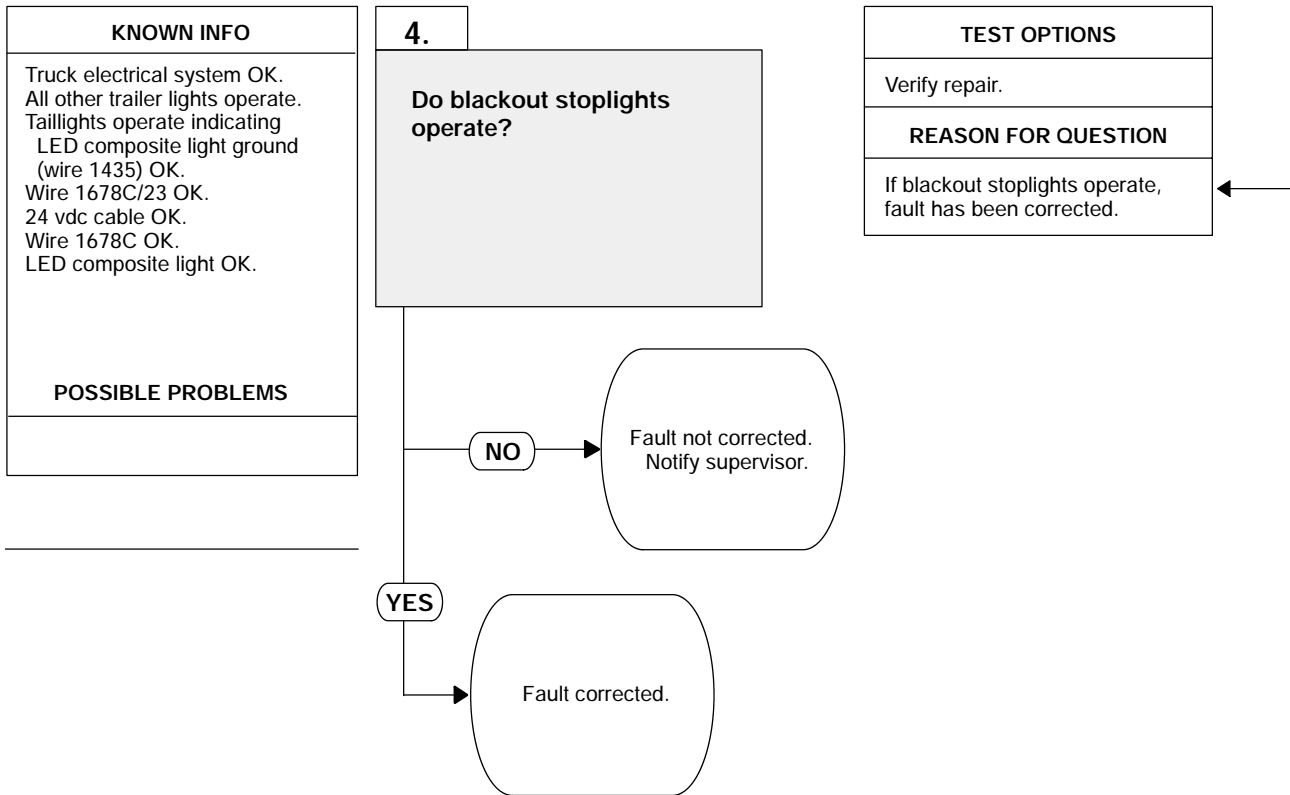 KNOWN INFO
Truck electrical system OK.
All other trailer lights operate.
Taillights operate indicating
LED composite light ground
(wire 1435) OK.
Wire 1678C/23 OK.
24 vdc cable OK.
Wire 1678C OK.
LED composite light OK.
POSSIBLE PROBLEMS
4.
Do blackout stoplights
operate?
TEST OPTIONS
Verify repair.
REASON FOR QUESTION
If blackout stoplights operate,
fault has been corrected.
NO
Fault not corrected.
Notify supervisor.
YES
Fault corrected.